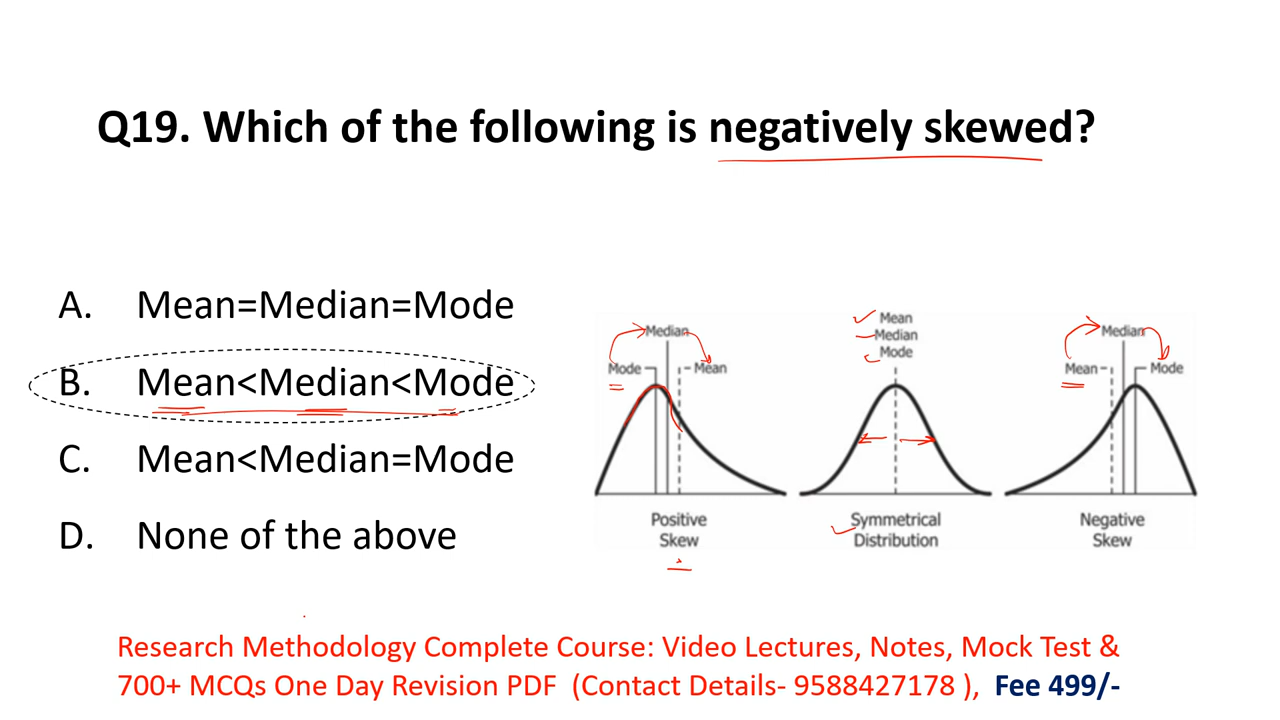 Q19. Which of the following is negatively skewed?
A. Mean=Median=Mode
B. Mean<Median<Mode
C. Mean<Median=Mode
D. None of the above
Median
Mode
Mean
Positive
Skew
Mean
Median
Mode
Symmetrical
Distribution
Median
Mean
Mode
Negative
Skew
Research Methodology Complete Course: Video Lectures, Notes, Mock Test &
700+ MCQs One Day Revision PDF (Contact Details- 9588427178 ), Fee 499/-